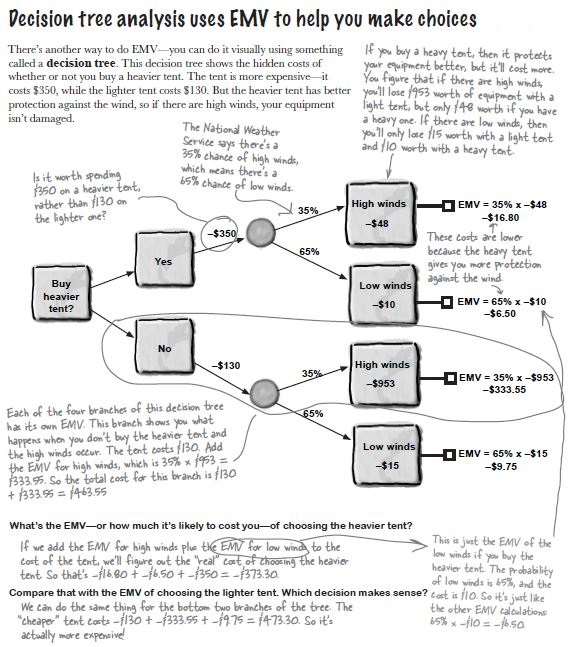 Decision tree analysis uses EMV to help you make choices
There's another way to do EMV—you can do it visually using something
called a decision tree. This decision tree shows the hidden costs of
whether or not you buy a heavier tent. The tent is more expensive—it
costs $350, while the lighter tent costs $130. But the heavier tent has better
protection against the wind, so if there are high winds, your equipment
isn't damaged.
If you buy a heavy tent, then it protects
your equipment better, but it'll cost more.
You figure that if there are high winds,
you'll lose $953 worth of equipment with a
light tent, but only $48 worth if you have
a heavy one. If there are low winds, then
you'll only lose $15 worth with a light tent
and $10 worth with a heavy tent.
The National Weather
Service says there's a
35% chance of high winds,
which means there's a
65% chance of low winds.
Is it worth spending
$350 on a heavier tent,
rather than $130 on
the lighter one?
Buy
heavier
tent?
Yes
–$350
35%
High winds
–$48
EMV = 35% x –$48
–$16.80
These costs are lower
because the heavy tent
gives you more protection
against the wind.
65%
Low winds
–$10
EMV = 65% x –$10
–$6.50
No
–$130
35%
High winds
–$953
EMV = 35% x –$953
–$333.55
65%
Low winds
–$15
EMV = 65% x –$15
–$9.75
Each of the four branches of this decision tree
has its own EMV. This branch shows you what
happens when you don't buy the heavier tent and
the high winds occur. The tent costs $130. Add
the EMV for high winds, which is 35% x $953 =
$333.55. So the total cost for this branch is $130
+ $333.55 = $463.55
What's the EMV—or how much it's likely to cost you—of choosing the heavier tent?
If we add the EMV for high winds plus the EMV for low winds to the
cost of the tent, we'll figure out the "real" cost of choosing the heavier
tent. So that's –$16.80 + –$6.50 + –$350 = –$373.30.
Compare that with the EMV of choosing the lighter tent. Which decision makes sense?
We can do the same thing for the bottom two branches of the tree. The
"cheaper" tent costs –$130 + –$333.55 + –$9.75 = $473.30. So it's
actually more expensive!
This is just the EMV of the
low winds if you buy the
heavier tent. The probability
of low winds is 65%, and the
cost is $10. So it's just like
the other EMV calculations:
65% x –$10 = –$6.50.